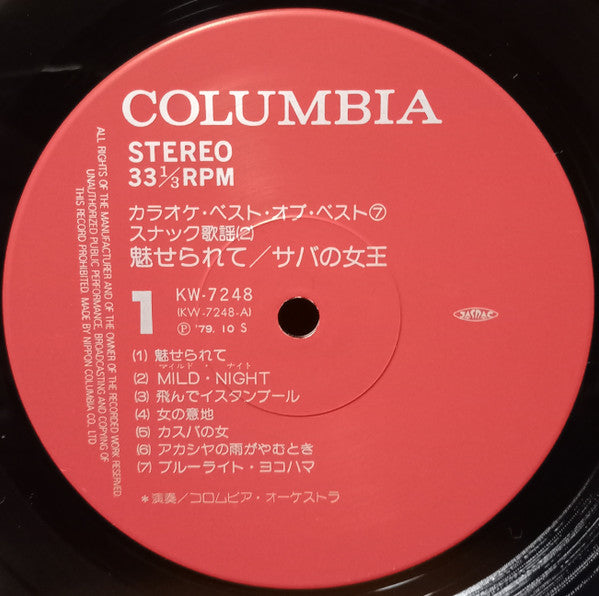 COLUMBIA
STEREO
33 1/3 RPM
カラオケ・ベスト・オブ・ベスト⑦
スナック歌謡(2)
魅せられて／サバの女王
1
KW-7248
(KW-7248-A)
Ⓟ '79. 10 S
JASRAC
(1) 魅せられて
マイルド・ナイト
(2) MILD・NIGHT
(3) 飛んでイスタンブール
(4) 女の意地
(5) カスバの女
(6) アカシヤの雨がやむとき
(7) ブルーライト・ヨコハマ
＊演奏／コロムビア・オーケストラ
ALL RIGHTS OF THE MANUFACTURER AND OF THE OWNER OF THE RECORDED WORK RESERVED.
UNAUTHORIZED PUBLIC PERFORMANCE, BROADCASTING AND COPYING OF
THIS RECORD PROHIBITED. MADE BY NIPPON COLUMBIA CO., LTD.